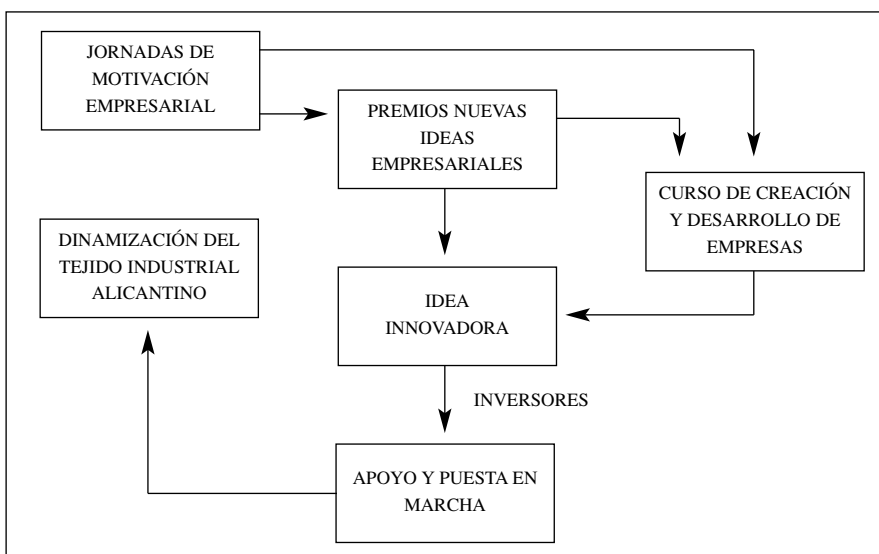 JORNADAS DE
MOTIVACIÓN
EMPRESARIAL
PREMIOS NUEVAS
IDEAS
EMPRESARIALES
CURSO DE CREACIÓN
Y DESARROLLO DE
EMPRESAS
DINAMIZACIÓN DEL
TEJIDO INDUSTRIAL
ALICANTINO
IDEA
INNOVADORA
INVERSORES
APOYO Y PUESTA EN
MARCHA